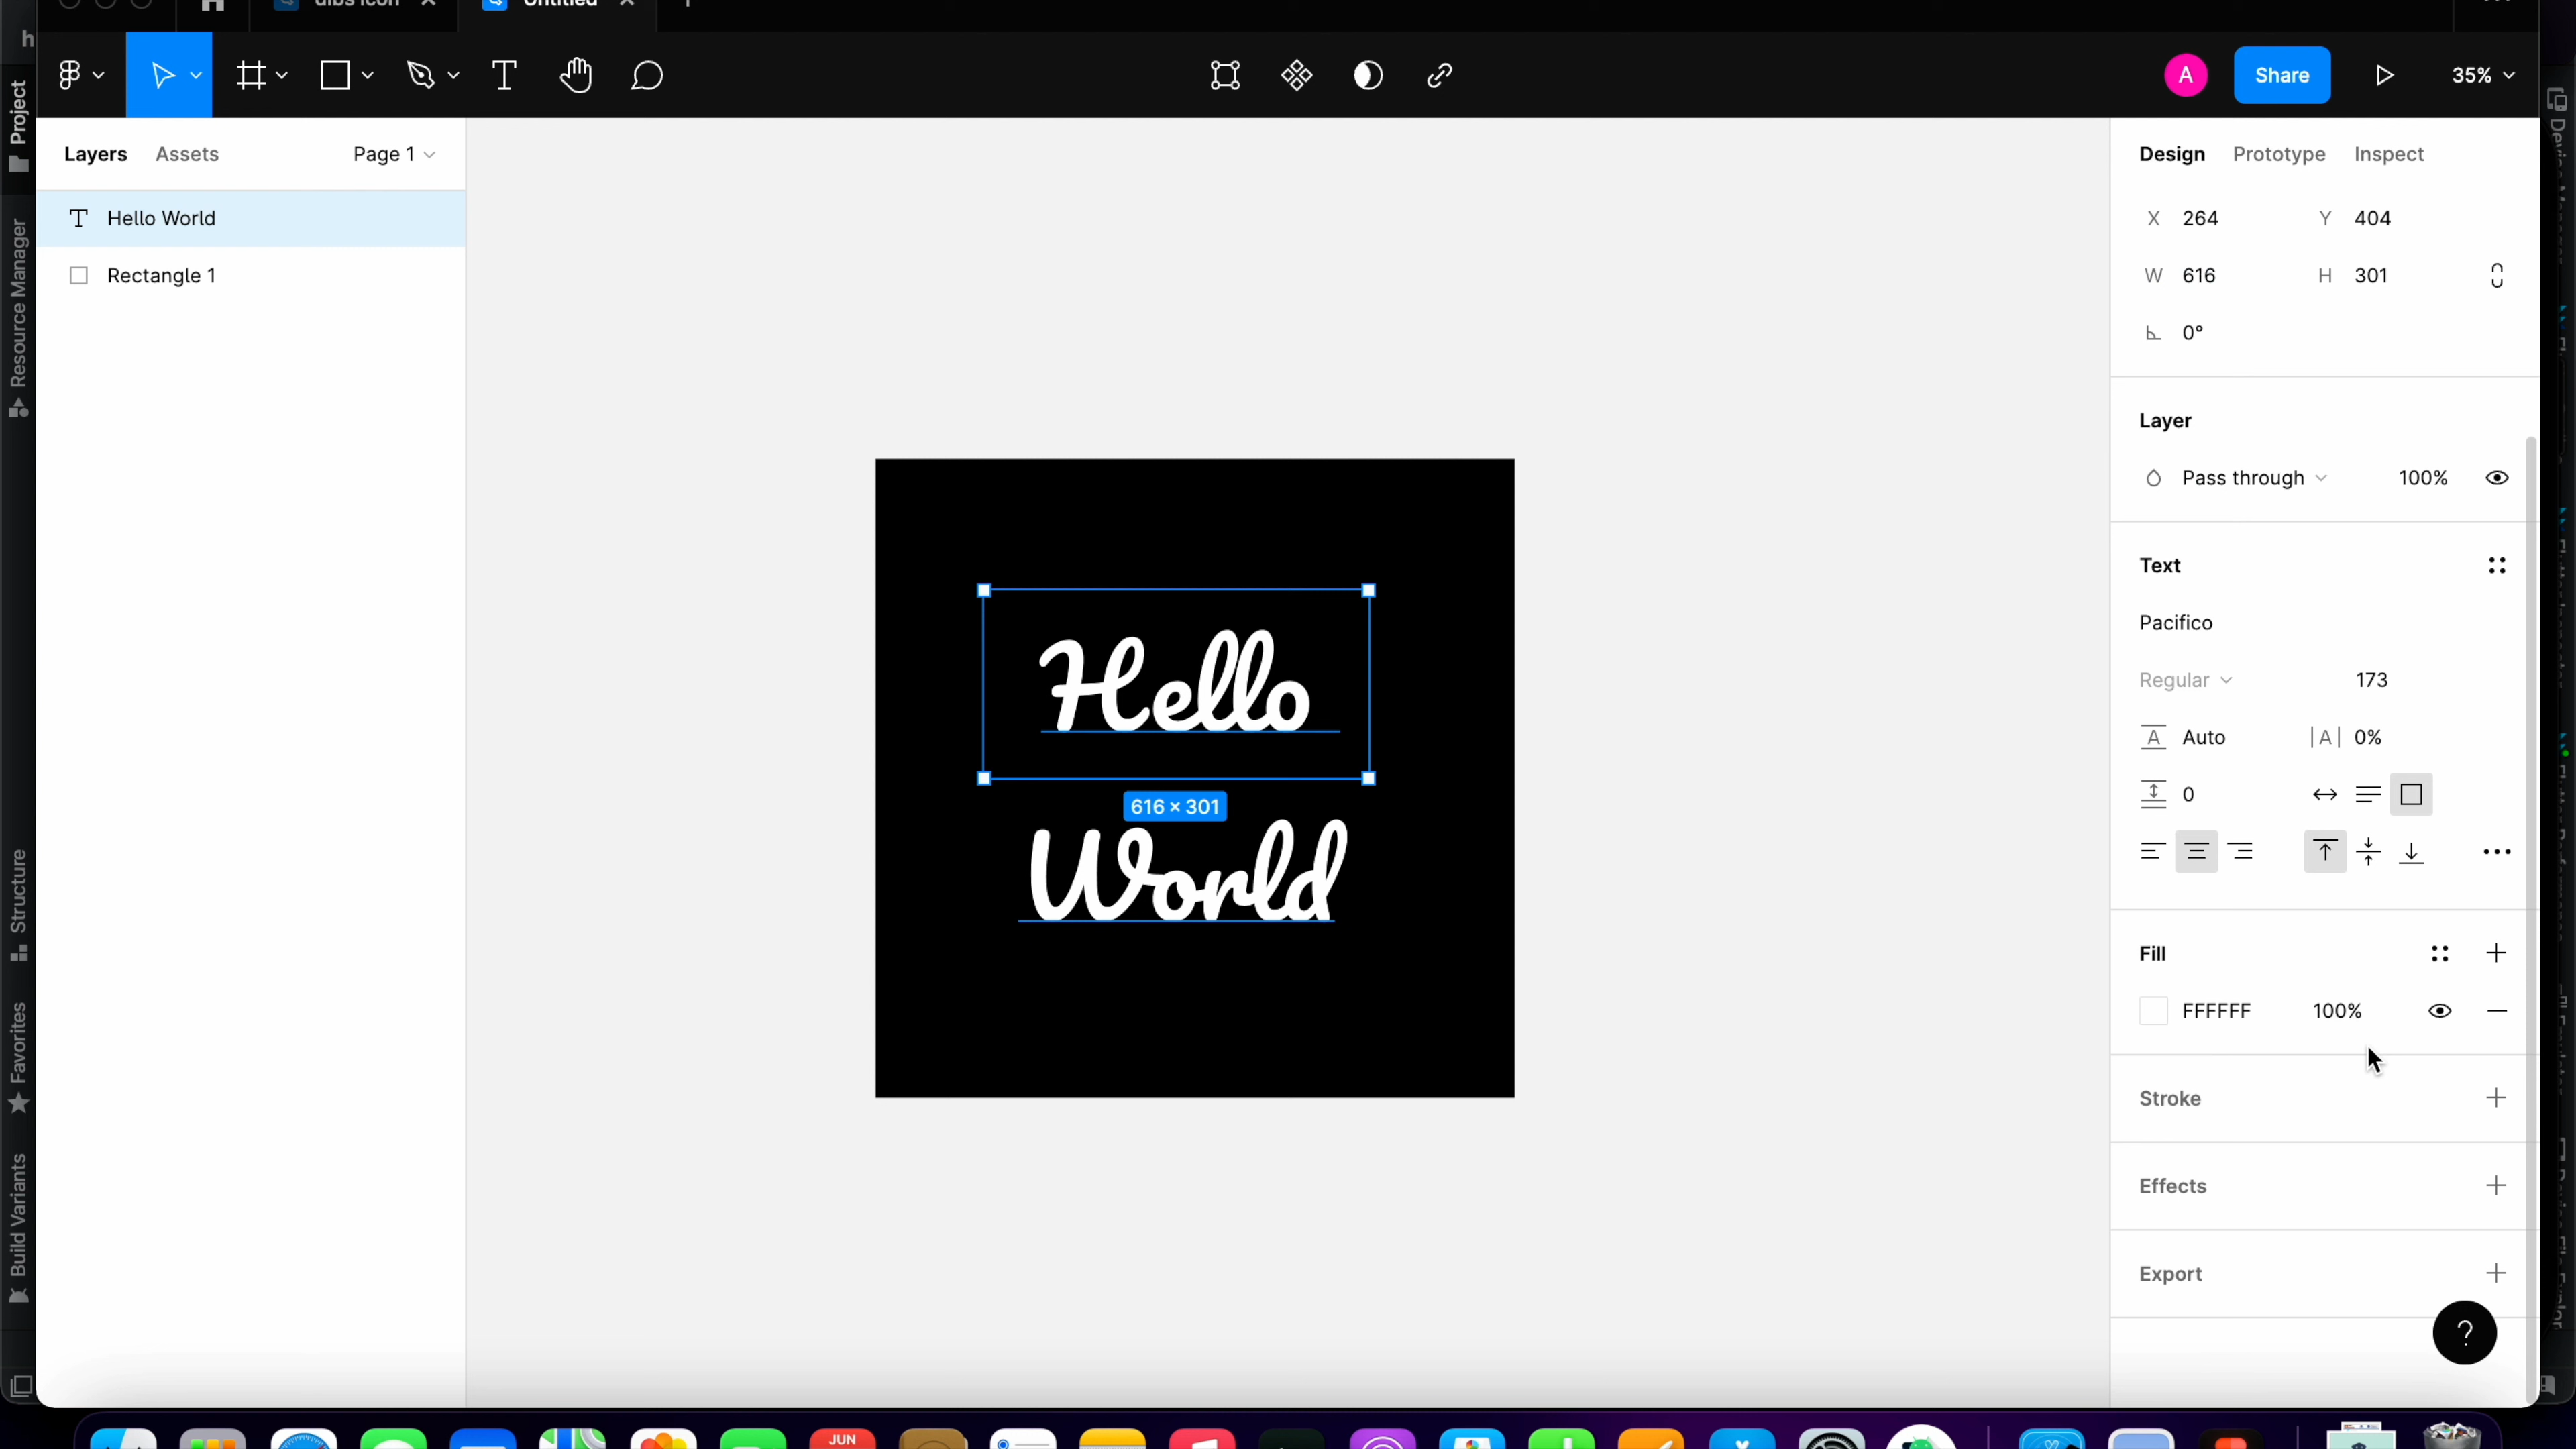 Untitled
A
Share
35%
Project
Resource Manager
Structure
Favorites
Build Variants
Layers Assets Page 1
Hello World
Rectangle 1
Hello
616 × 301
World
Design Prototype Inspect
X 264 Y 404
W 616 H 301
0°
Layer
Pass through 100%
Text
Pacifico
Regular 173
A Auto |A| 0%
0
Fill
FFFFFF 100%
Stroke
Effects
Export
?
JUN